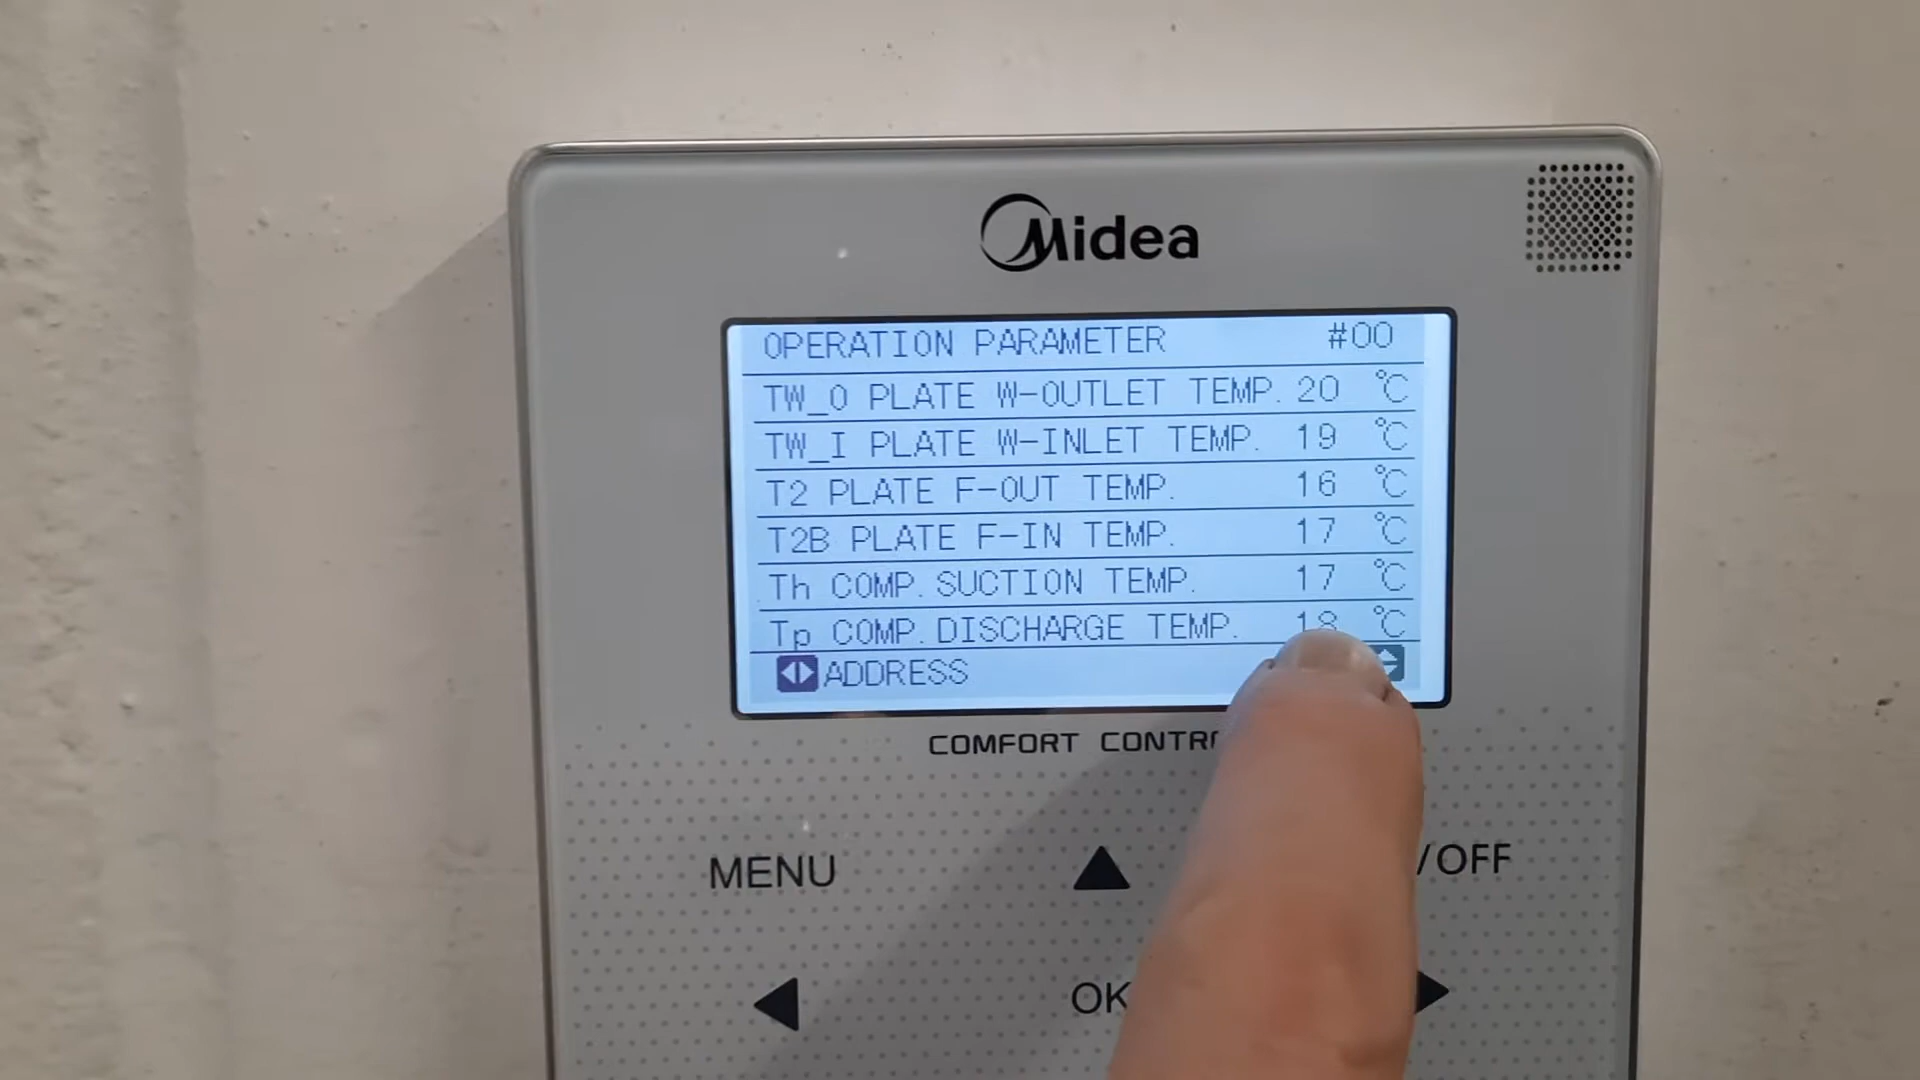 Midea
OPERATION PARAMETER #00
TW_O PLATE W-OUTLET TEMP. 20 °C
TW_I PLATE W-INLET TEMP. 19 °C
T2 PLATE F-OUT TEMP. 16 °C
T2B PLATE F-IN TEMP. 17 °C
Th COMP.SUCTION TEMP. 17 °C
Tp COMP.DISCHARGE TEMP. 18 °C
ADDRESS
COMFORT
MENU
/OFF
OK